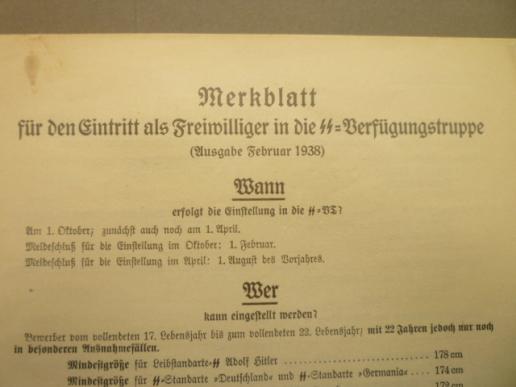 Merkblatt
für den Eintritt als Freiwilliger in die ᛋᛋ=Verfügungstruppe
(Ausgabe Februar 1938)
Wann
erfolgt die Einstellung in die ᛋᛋ=VT?
Am 1. Oktober; zunächst auch noch am 1. April.
Meldeschluß für die Einstellung im Oktober: 1. Februar.
Meldeschluß für die Einstellung im April: 1. August des Vorjahres.
Wer
kann eingestellt werden?
Bewerber vom vollendeten 17. Lebensjahr bis zum vollendeten 22. Lebensjahr; mit 22 Jahren jedoch nur noch
in besonderen Ausnahmefällen.
Mindestgröße für Leibstandarte=ᛋᛋ Adolf Hitler ........................ 178 cm
Mindestgröße für ᛋᛋ=Standarte »Deutschland« und ᛋᛋ=Standarte »Germania« ........ 174 cm